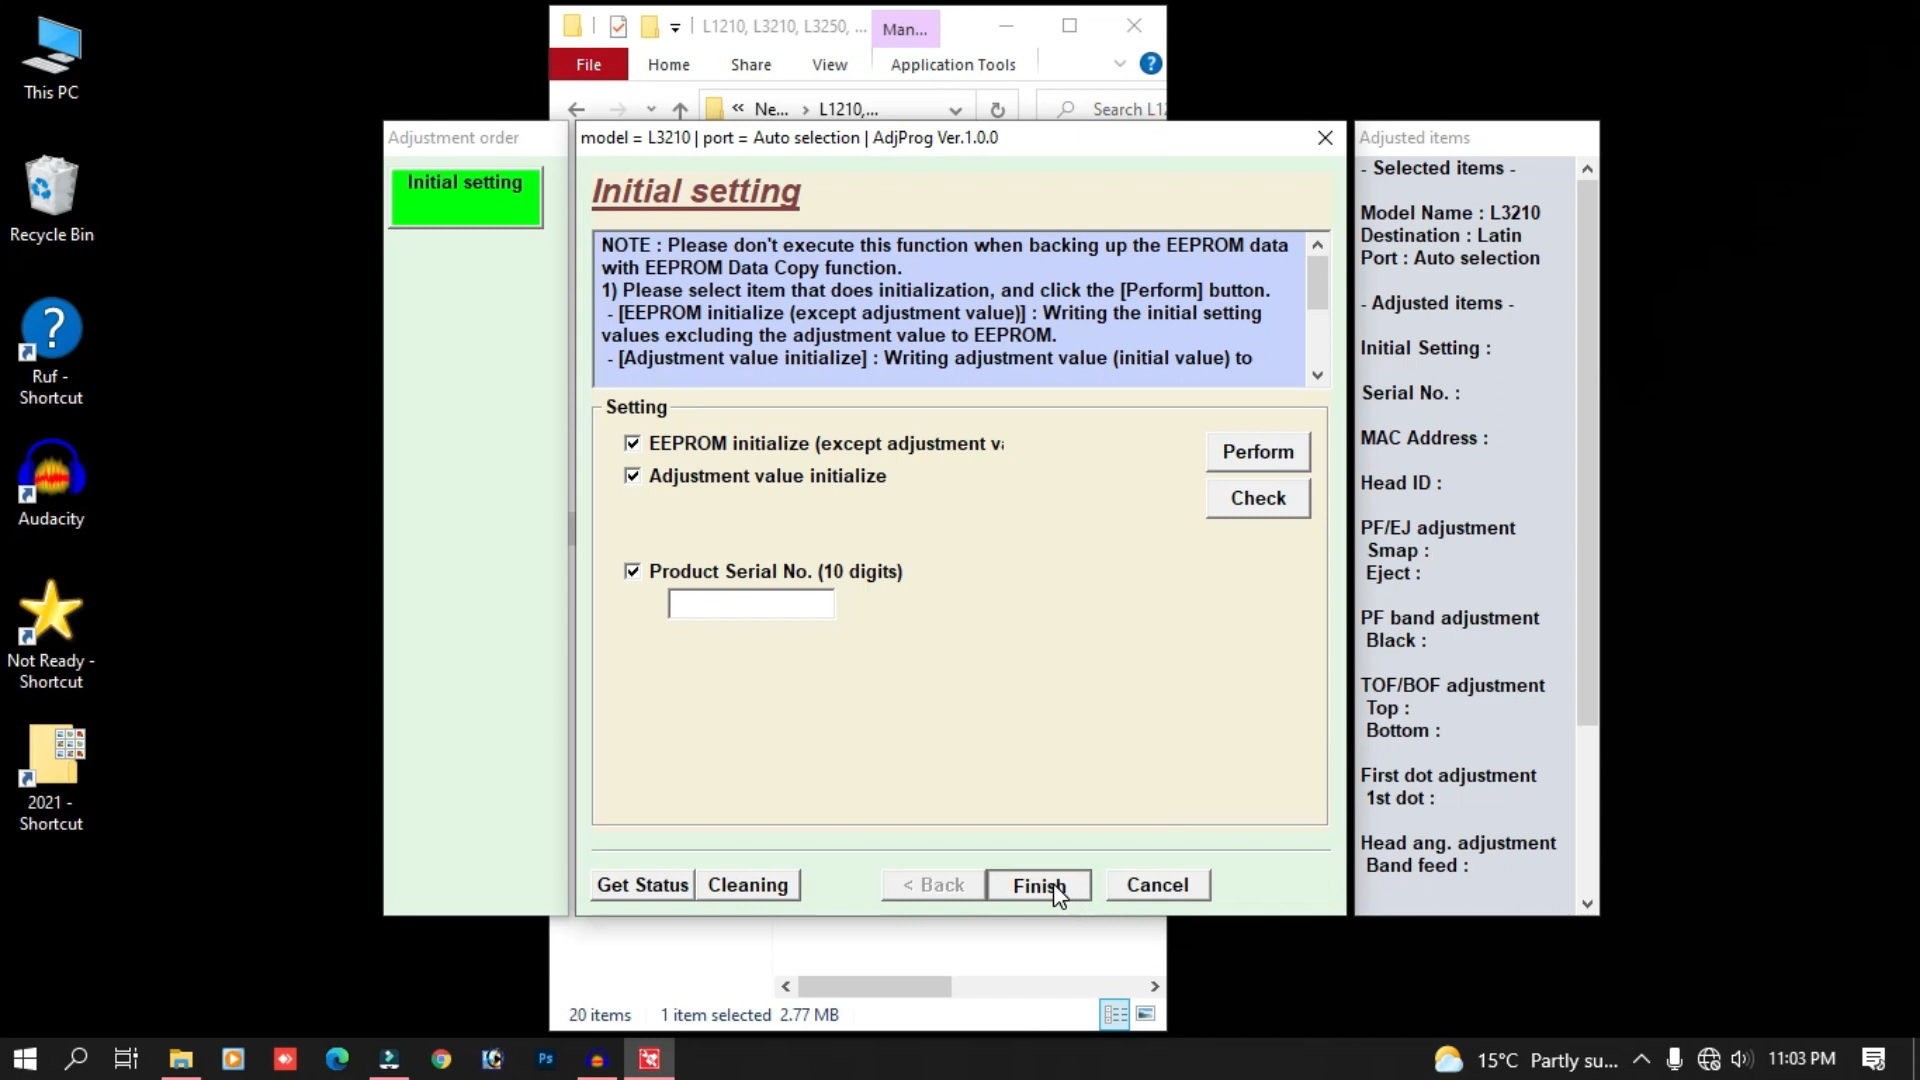 This PC
Recycle Bin
Ruf -
Shortcut
Audacity
Not Ready -
Shortcut
2021 -
Shortcut
L1210, L3210, L3250, ...
Man...
File
Home
Share
View
Application Tools
?
« Ne... > L1210,...
Search L12
Adjustment order
Initial setting
model = L3210 | port = Auto selection | AdjProg Ver.1.0.0
Initial setting
NOTE : Please don't execute this function when backing up the EEPROM data
with EEPROM Data Copy function.
1) Please select item that does initialization, and click the [Perform] button.
- [EEPROM initialize (except adjustment value)] : Writing the initial setting
values excluding the adjustment value to EEPROM.
- [Adjustment value initialize] : Writing adjustment value (initial value) to
Setting
EEPROM initialize (except adjustment va
Adjustment value initialize
Perform
Check
Product Serial No. (10 digits)
Get Status
Cleaning
< Back
Finish
Cancel
Adjusted items
- Selected items -
Model Name : L3210
Destination : Latin
Port : Auto selection
- Adjusted items -
Initial Setting :
Serial No. :
MAC Address :
Head ID :
PF/EJ adjustment
Smap :
Eject :
PF band adjustment
Black :
TOF/BOF adjustment
Top :
Bottom :
First dot adjustment
1st dot :
Head ang. adjustment
Band feed :
20 items
1 item selected 2.77 MB
Ps
15°C Partly su...
11:03 PM